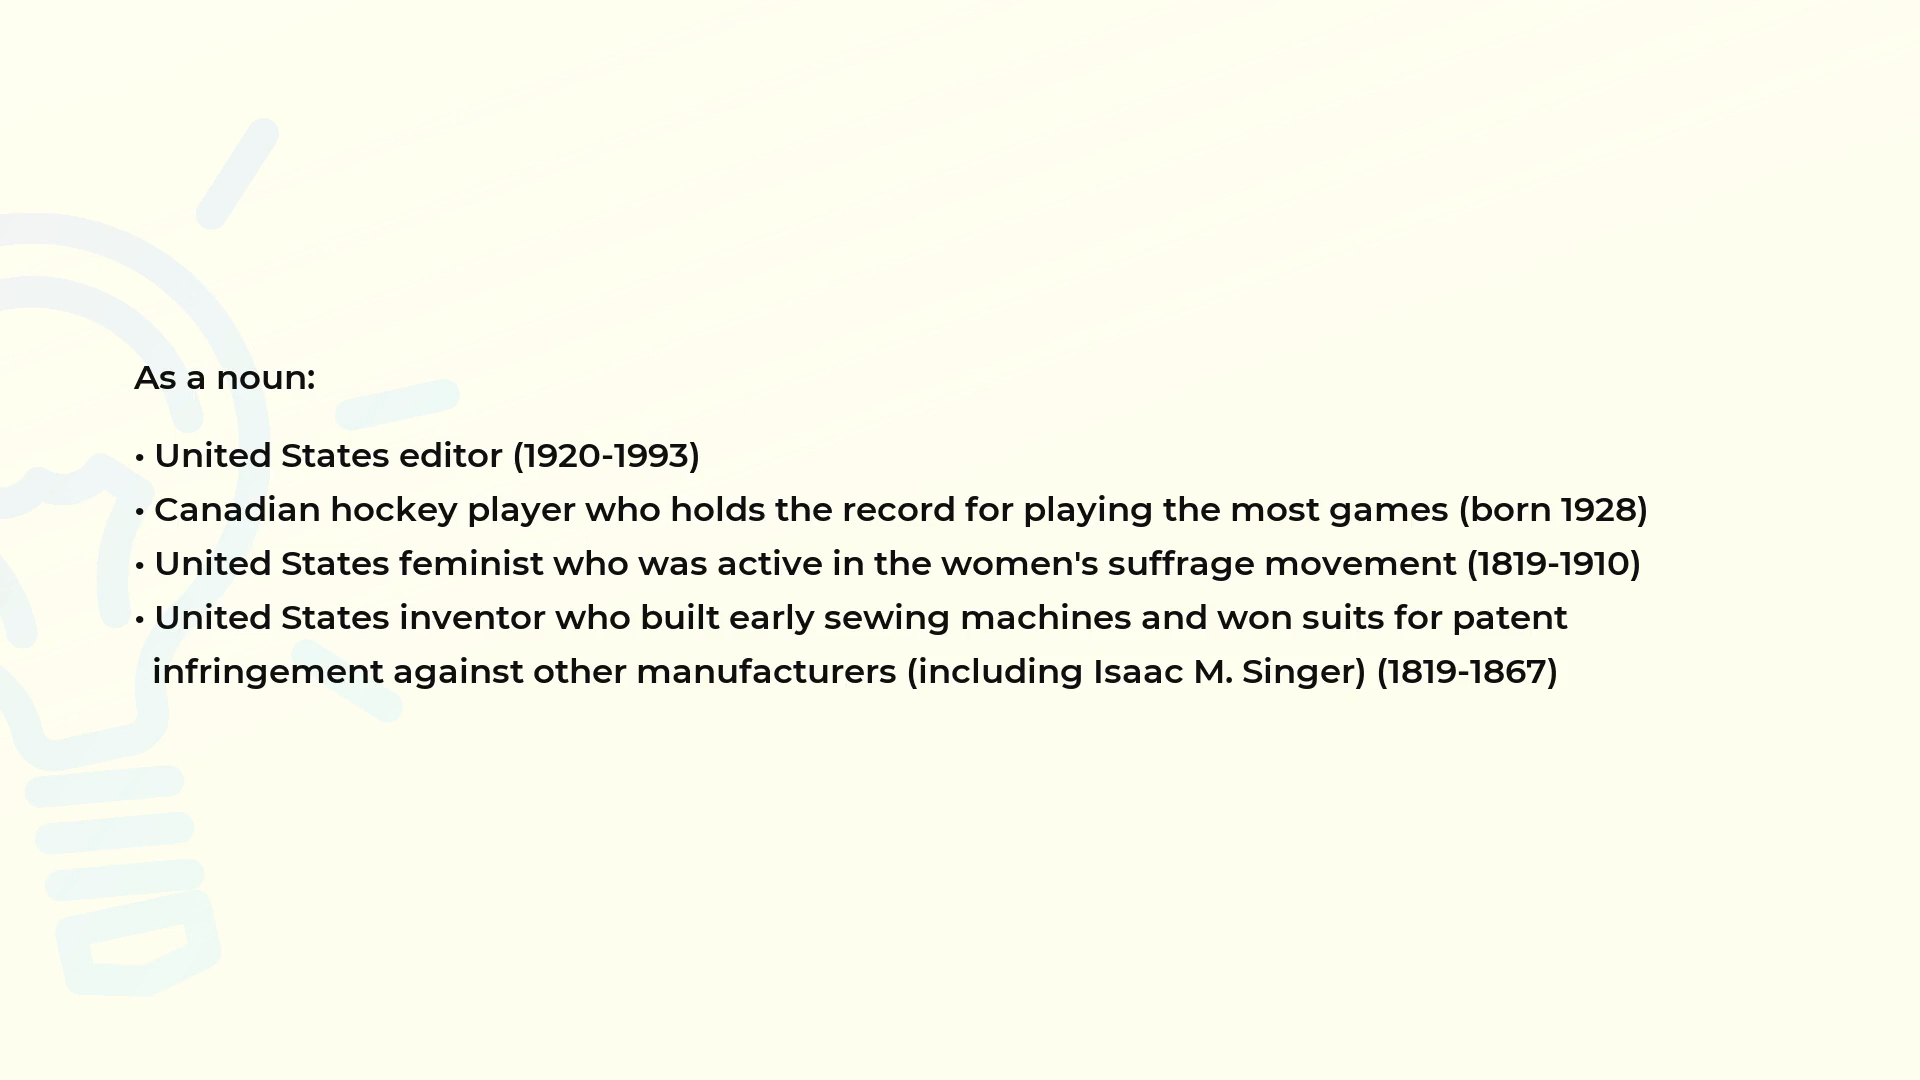 As a noun:
• United States editor (1920-1993)
• Canadian hockey player who holds the record for playing the most games (born 1928)
• United States feminist who was active in the women's suffrage movement (1819-1910)
• United States inventor who built early sewing machines and won suits for patent
infringement against other manufacturers (including Isaac M. Singer) (1819-1867)